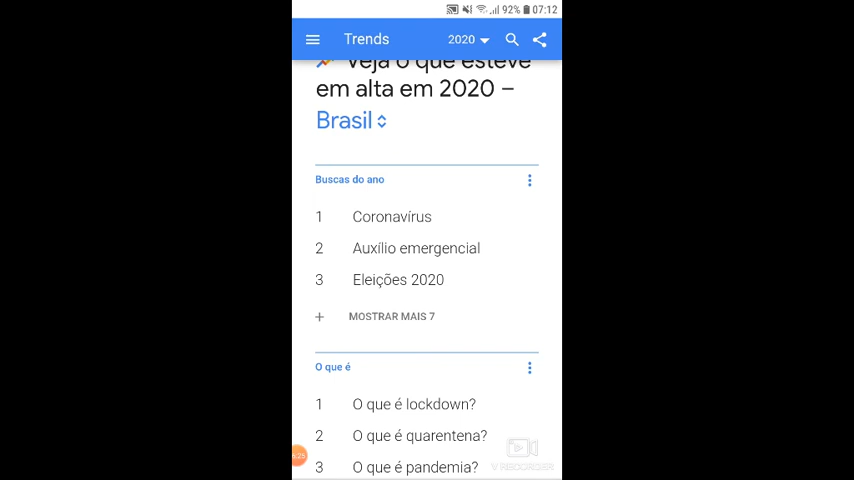 92% 07:12
Trends 2020
Veja o que esteve
em alta em 2020 –
Brasil
Buscas do ano
1 Coronavírus
2 Auxílio emergencial
3 Eleições 2020
+ MOSTRAR MAIS 7
O que é
1 O que é lockdown?
2 O que é quarentena?
3 O que é pandemia?
V RECORDER